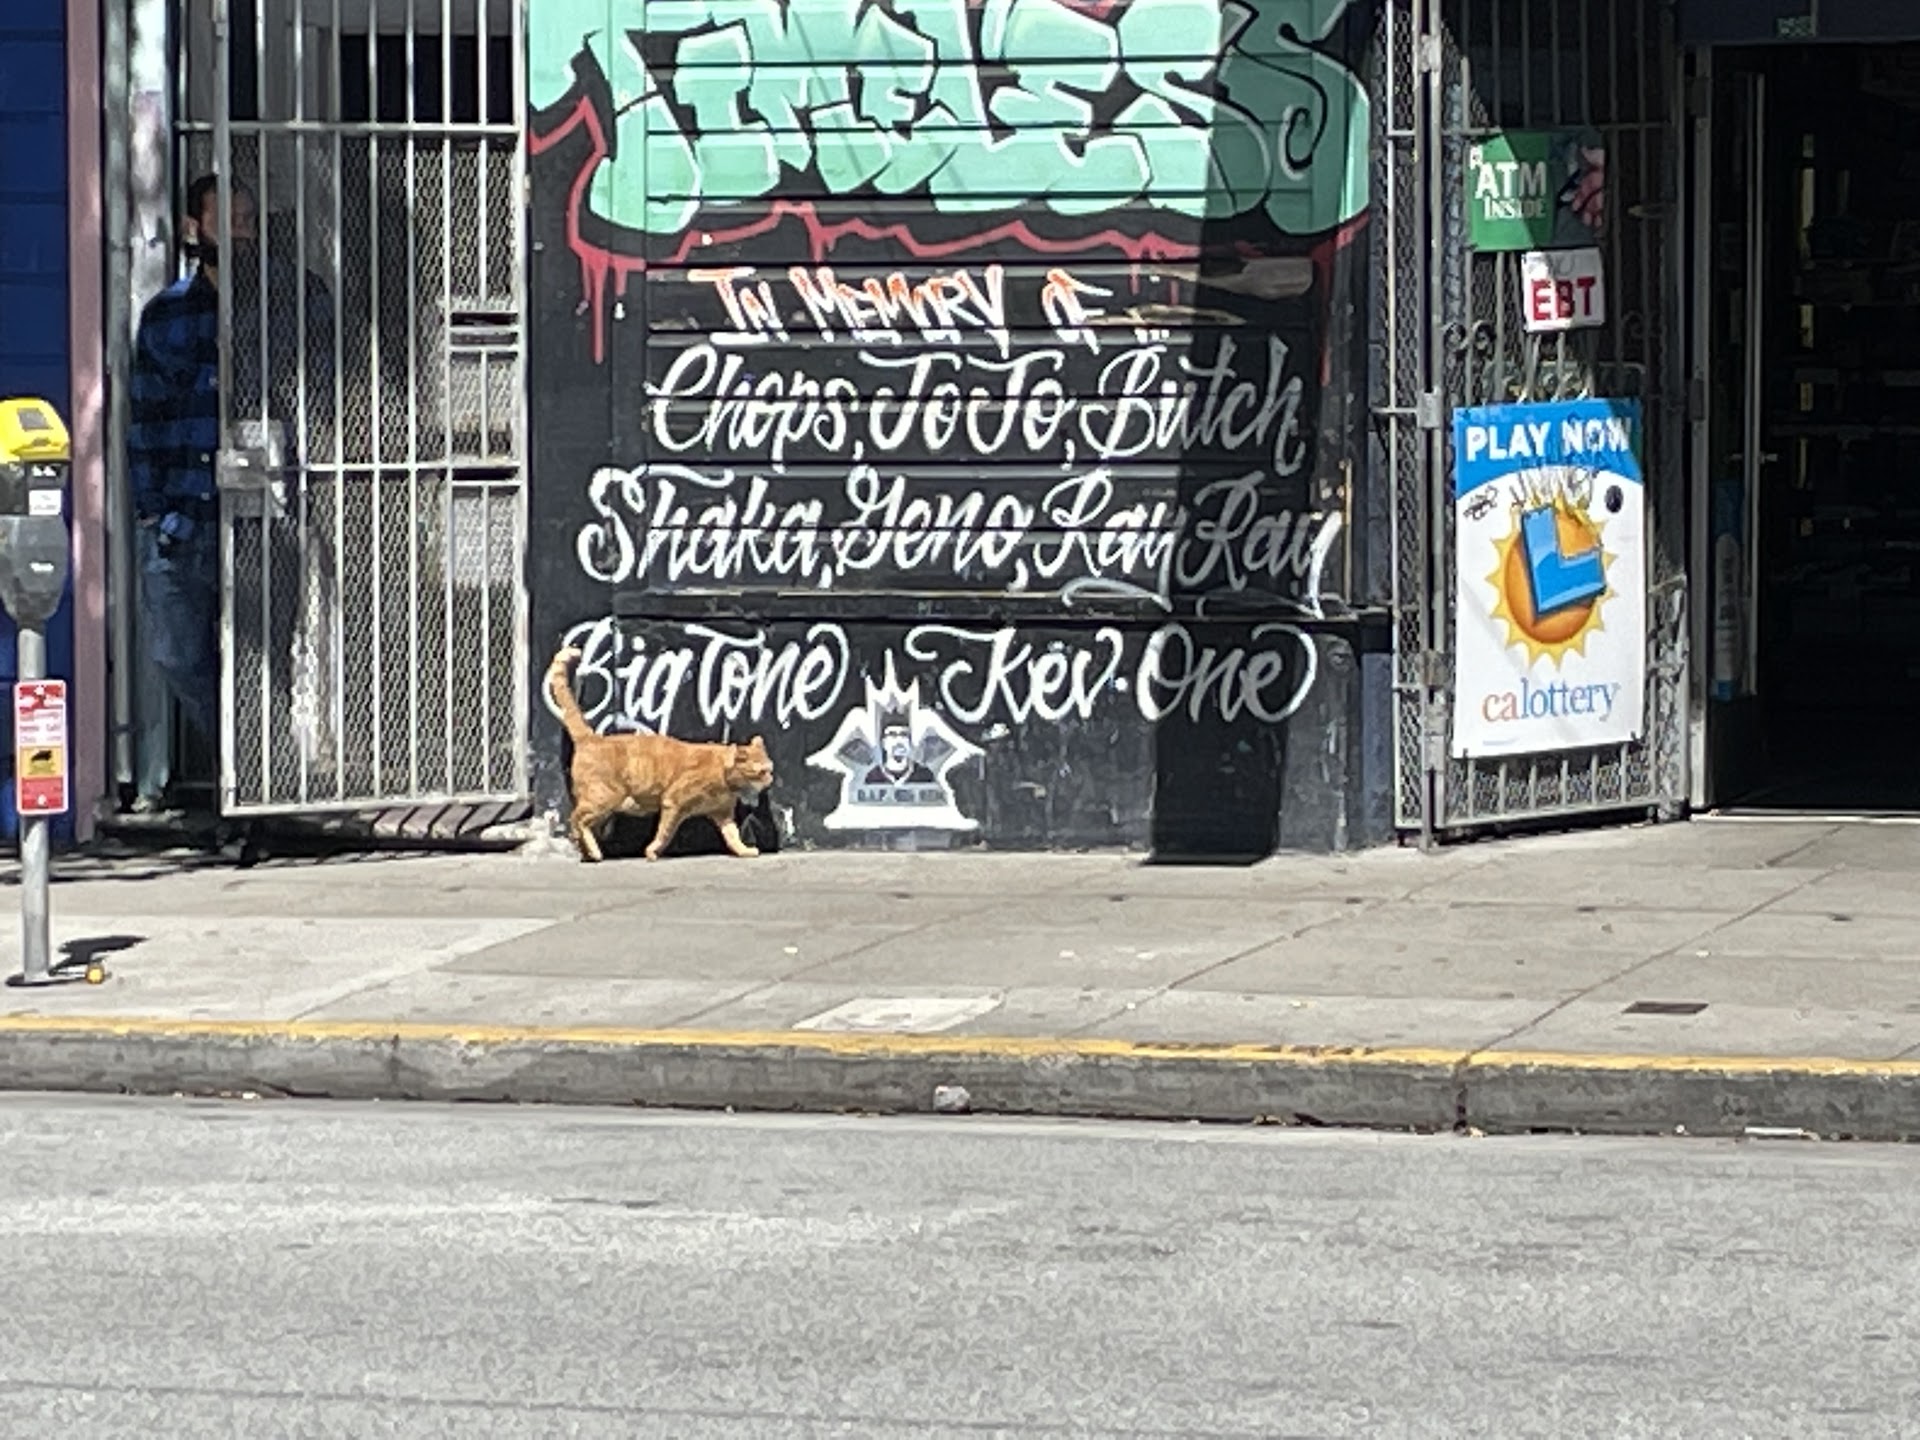 TIMELESS
IN MEMORY OF...
Chops, JoJo, Butch
Shaka, Geno, Ray Ray
Big Tone Kev-One
ATM
INSIDE
EBT
PLAY NOW
calottery